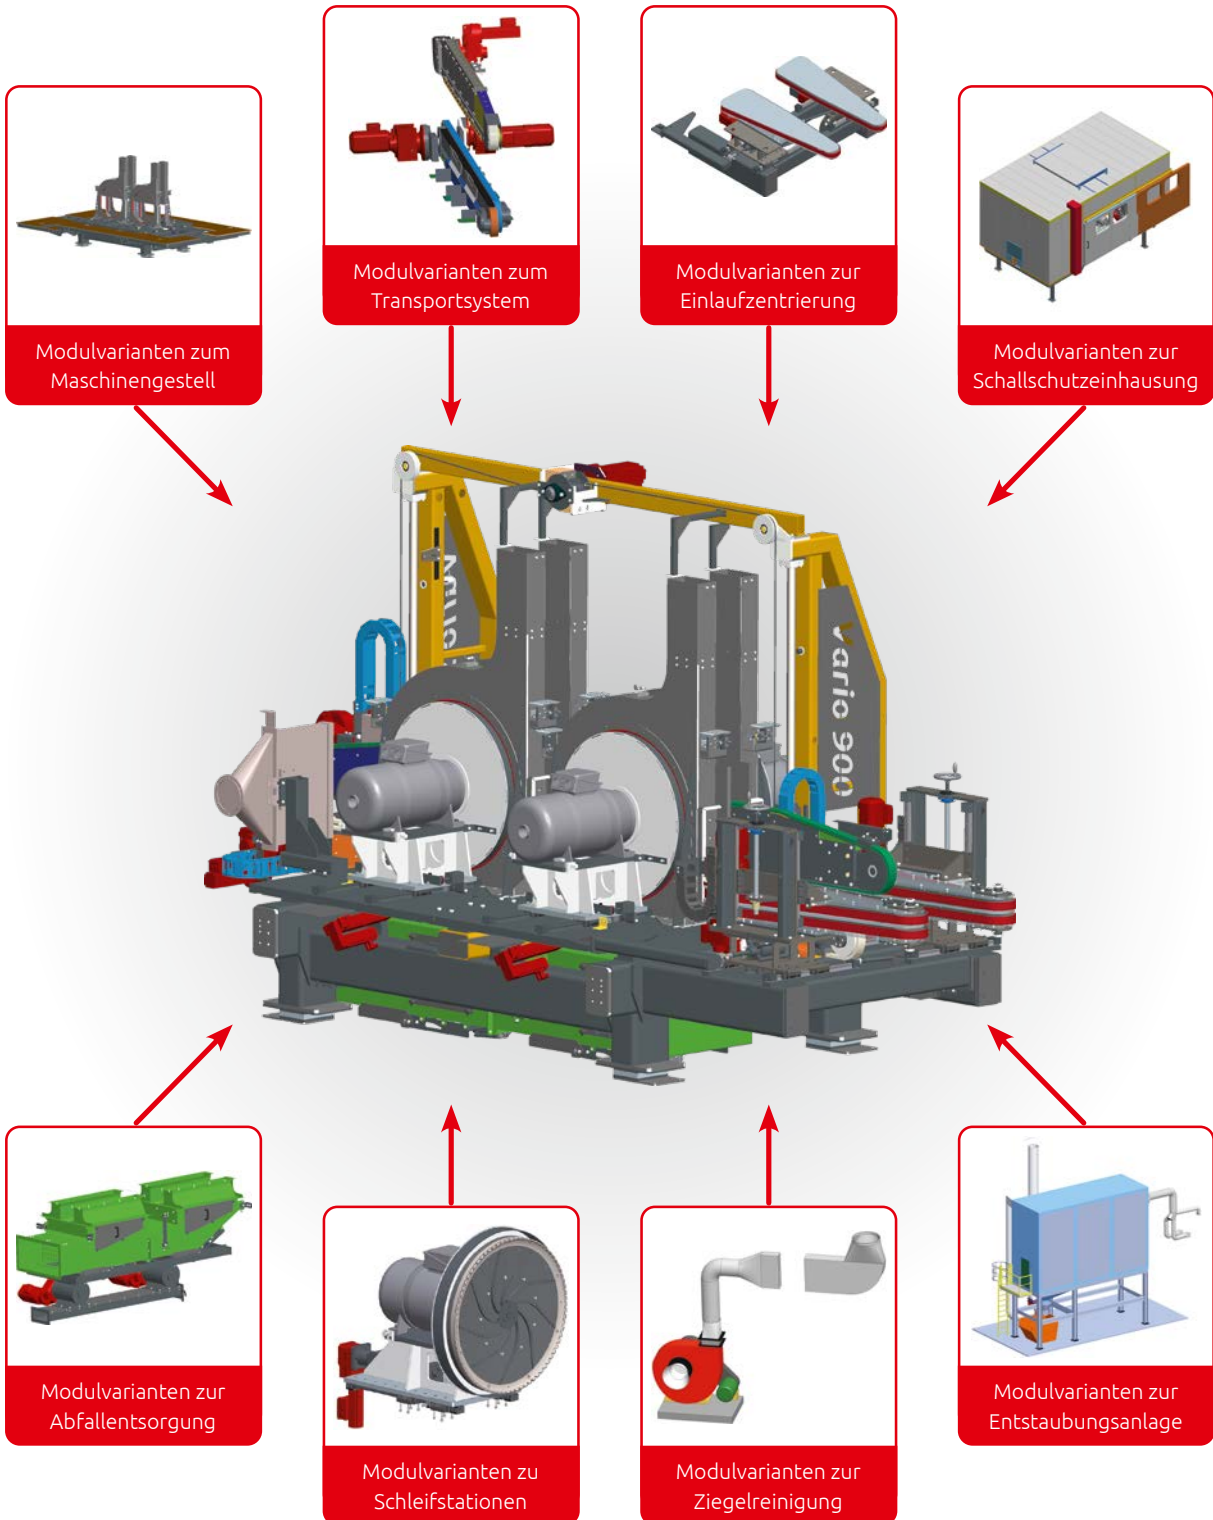 Modulvarianten zum
Transportsystem
Modulvarianten zur
Einlaufzentrierung
Modulvarianten zum
Maschinengestell
Modulvarianten zur
Schallschutzeinhausung
Vario 900
Modulvarianten zur
Abfallentsorgung
Modulvarianten zur
Entstaubungsanlage
Modulvarianten zu
Schleifstationen
Modulvarianten zur
Ziegelreinigung